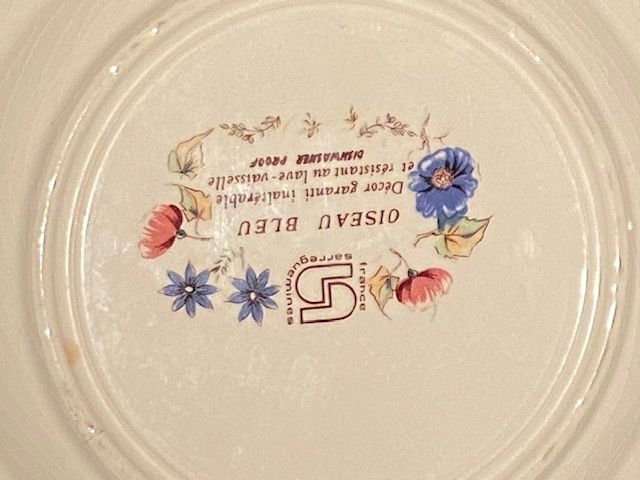 sarreguemines
france
OISEAU BLEU
Décor garanti inaltérable
et résistant au lave-vaisselle
DISHWASHER PROOF